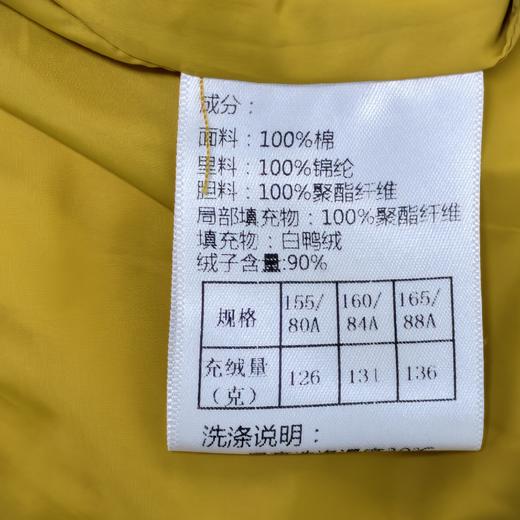 成分：
面料：100%棉
里料：100%锦纶
胆料：100%聚酯纤维
局部填充物：100%聚酯纤维
填充物：白鸭绒
绒子含量:90%
规格 155/80A 160/84A 165/88A
充绒量（克） 126 131 136
洗涤说明：